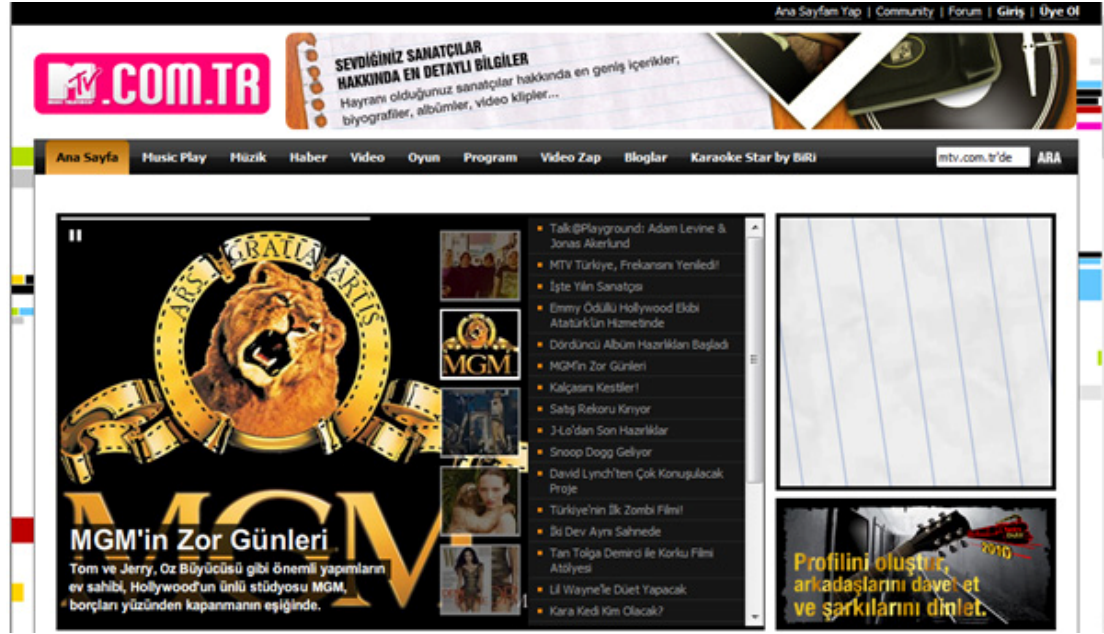 Ana Sayfam Yap | Community | Forum | Giriş | Üye Ol
MTV.COM.TR
SEVDİĞİNİZ SANATÇILAR
HAKKINDA EN DETAYLI BİLGİLER
Hayranı olduğunuz sanatçılar hakkında en geniş içerikler;
biyografiler, albümler, video klipler...
Ana Sayfa Music Play Müzik Haber Video Oyun Program Video Zap Bloglar Karaoke Star by BiRi mtv.com.tr'de ARA
ARS GRATIA ARTIS
MGM
MGM'in Zor Günleri
Tom ve Jerry, Oz Büyücüsü gibi önemli yapımların
ev sahibi, Hollywood'un ünlü stüdyosu MGM,
borçları yüzünden kapanmanın eşiğinde.
MGM
Talk@Playground: Adam Levine &
Jonas Akerlund
MTV Türkiye, Frekansını Yeniledi!
İşte Yılın Sanatçısı
Emmy Ödüllü Hollywood Ekibi
Atatürk'ün Hizmetinde
Dördüncü Albüm Hazırlıkları Başladı
MGM'in Zor Günleri
Kalçasını Kestiler!
Satış Rekoru Kırıyor
J-Lo'dan Son Hazırlıklar
Snoop Dogg Geliyor
David Lynch'ten Çok Konuşulacak
Proje
Türkiye'nin İlk Zombi Filmi!
İki Dev Aynı Sahnede
Tan Tolga Demirci ile Korku Filmi
Atölyesi
Lil Wayne'le Düet Yapacak
Kara Kedi Kim Olacak?
2010
Profilini oluştur,
arkadaşlarını davet et
ve şarkılarını dinlet.